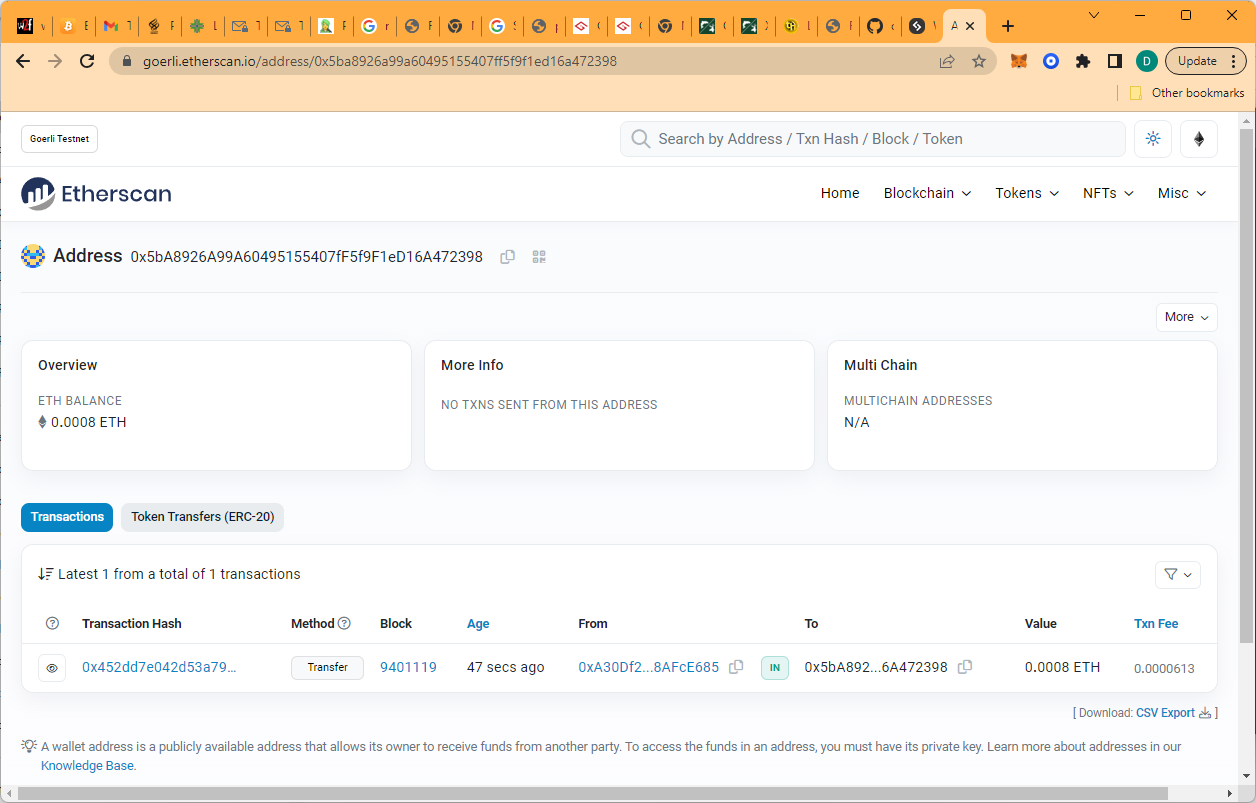 goerli.etherscan.io/address/0x5ba8926a99a60495155407ff5f9f1ed16a472398
D
Update
Other bookmarks
Goerli Testnet
Search by Address / Txn Hash / Block / Token
Etherscan
Home Blockchain Tokens NFTs Misc
Address 0x5bA8926A99A60495155407fF5f9F1eD16A472398
More
Overview
ETH BALANCE
0.0008 ETH
More Info
NO TXNS SENT FROM THIS ADDRESS
Multi Chain
MULTICHAIN ADDRESSES
N/A
Transactions Token Transfers (ERC-20)
Latest 1 from a total of 1 transactions
Transaction Hash Method Block Age From To Value Txn Fee
0x452dd7e042d53a79... Transfer 9401119 47 secs ago 0xA30Df2...8AFcE685 IN 0x5bA892...6A472398 0.0008 ETH 0.0000613
[ Download: CSV Export ]
A wallet address is a publicly available address that allows its owner to receive funds from another party. To access the funds in an address, you must have its private key. Learn more about addresses in our
Knowledge Base.